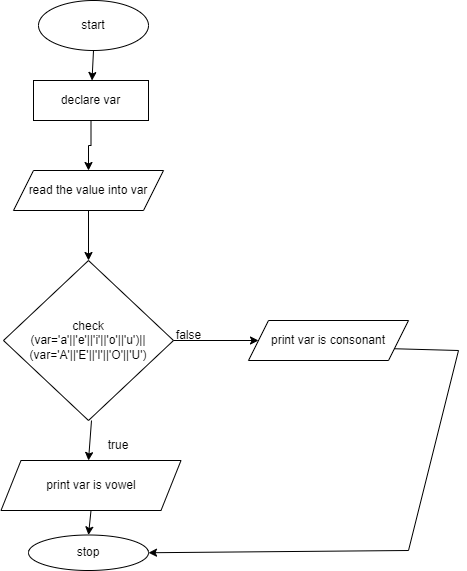 start
declare var
read the value into var
check
(var='a'||'e'||'i'||'o'||'u')||
(var='A'||'E'||'I'||'O'||'U')
false
print var is consonant
true
print var is vowel
stop